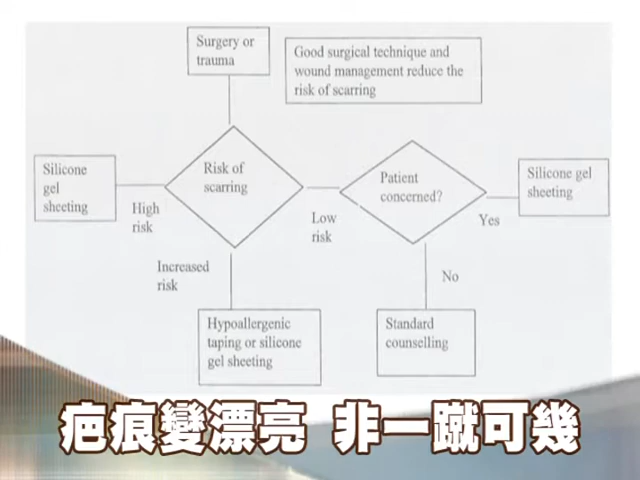 Surgery or
trauma
Good surgical technique and
wound management reduce the
risk of scarring
Silicone
gel
sheeting
Risk of
scarring
Patient
concerned?
Silicone gel
sheeting
High
risk
Low
risk
Yes
Increased
risk
No
Hypoallergenic
taping or silicone
gel sheeting
Standard
counselling
疤痕變漂亮 非一蹴可幾